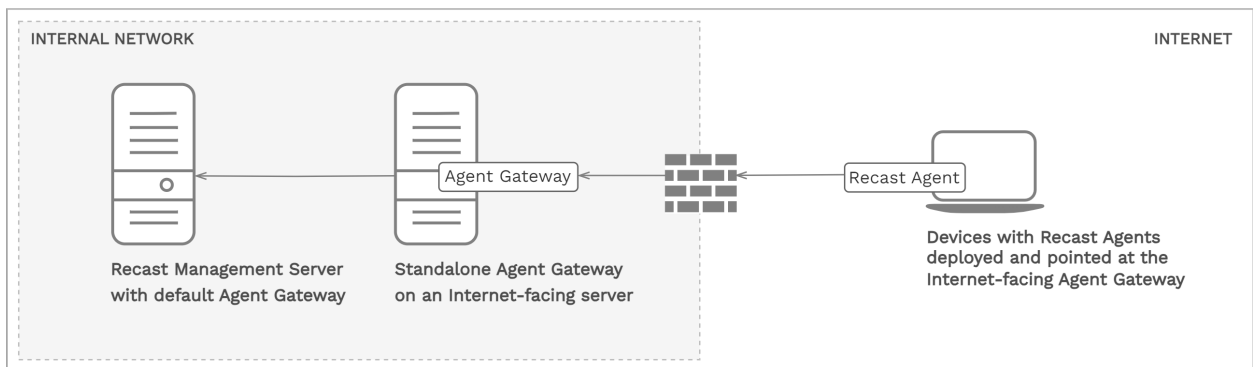 INTERNAL NETWORK
INTERNET
Agent Gateway
Recast Agent
Recast Management Server
with default Agent Gateway
Standalone Agent Gateway
on an Internet-facing server
Devices with Recast Agents
deployed and pointed at the
Internet-facing Agent Gateway